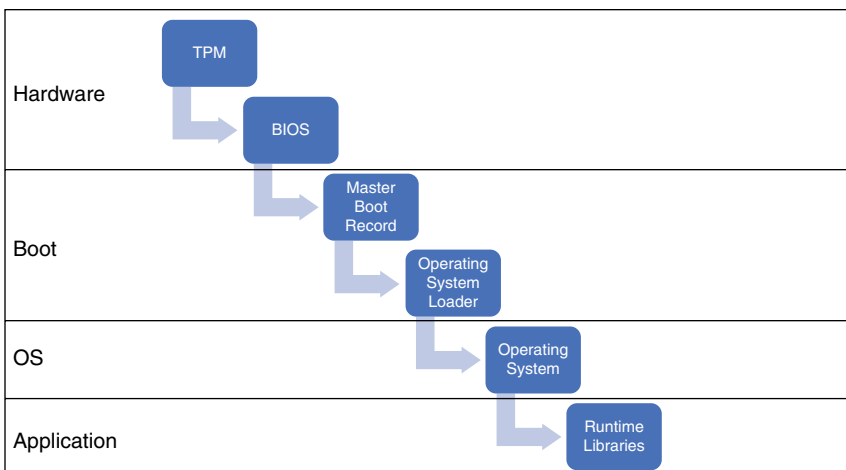 TPM
Hardware
BIOS
Master
Boot
Record
Boot
Operating
System
Loader
OS
Operating
System
Application
Runtime
Libraries